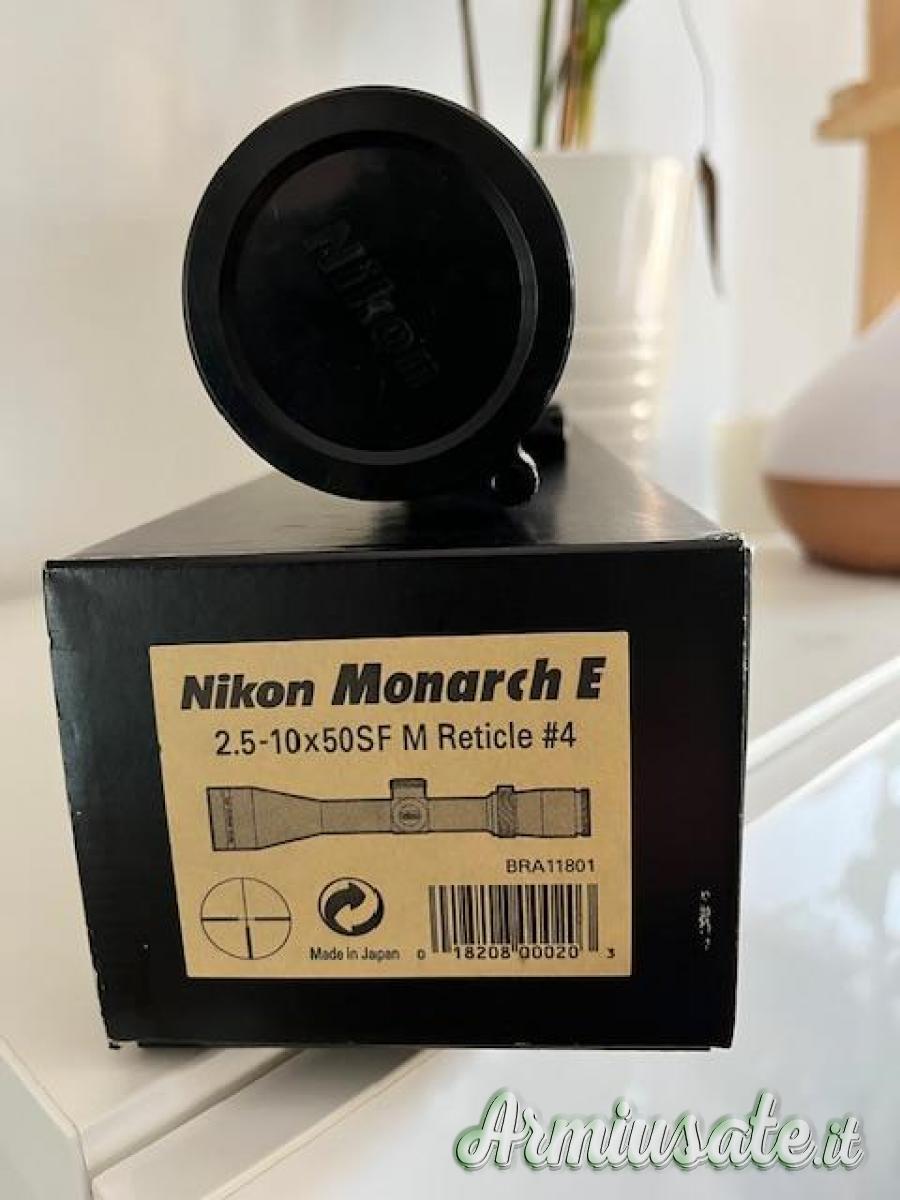 Nikon
Nikon Monarch E
2.5-10x50SF M Reticle #4
BRA11801
Made in Japan
0 18208 00020 3
Armiusate.it